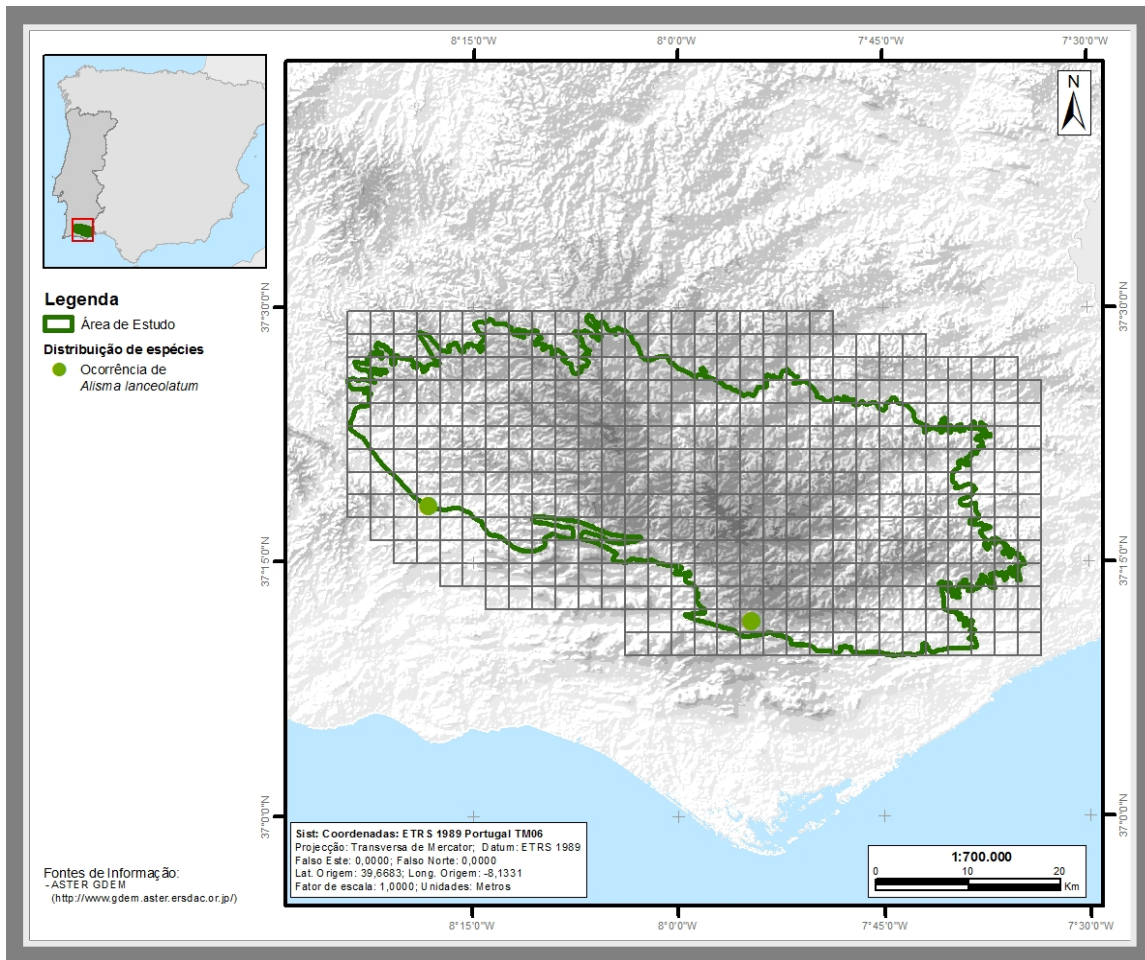 8°15'0"W
8°0'0"W
7°45'0"W
7°30'0"W
N
Legenda
Área de Estudo
Distribuição de espécies
Ocorrência de
Alisma lanceolatum
37°30'0"N
37°30'0"N
37°15'0"N
37°15'0"N
37°0'0"N
37°0'0"N
Sist: Coordenadas: ETRS 1989 Portugal TM06
Projecção: Transversa de Mercator; Datum: ETRS 1989
Falso Este: 0,0000; Falso Norte: 0,0000
Lat. Origem: 39,6683; Long. Origem: -8,1331
Fator de escala: 1,0000; Unidades: Metros
1:700.000
0 10 20
Km
Fontes de Informação:
-ASTER GDEM
(http://www.gdem.aster.ersdac.or.jp/)
8°15'0"W
8°0'0"W
7°45'0"W
7°30'0"W